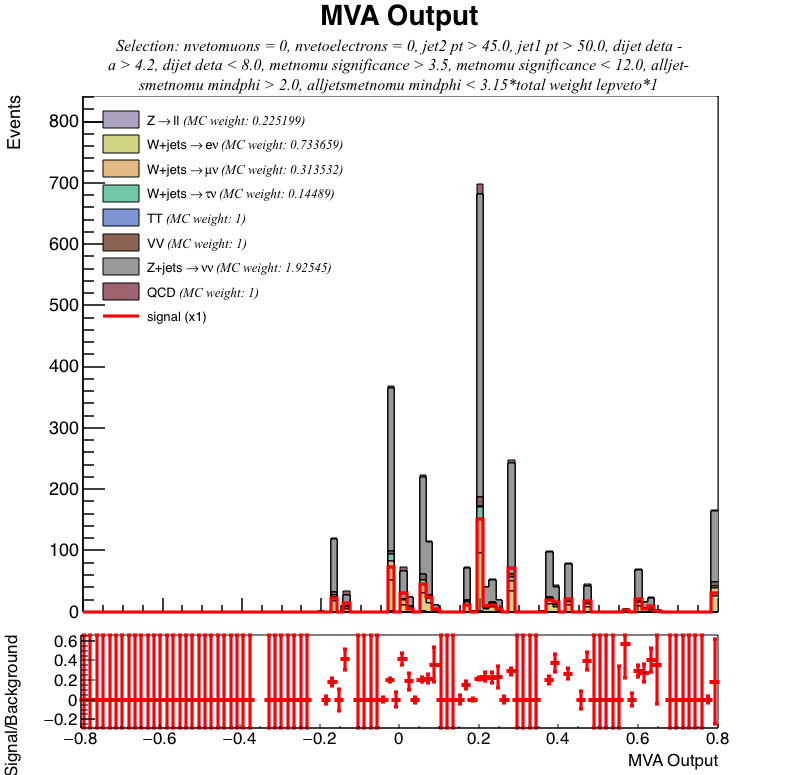 MVA Output
Selection: nvetomuons = 0, nvetoelectrons = 0, jet2 pt > 45.0, jet1 pt > 50.0, dijet deta -
a > 4.2, dijet deta < 8.0, metnomu significance > 3.5, metnomu significance < 12.0, alljet-
smetnomu mindphi > 2.0, alljetsmetnomu mindphi < 3.15*total weight lepveto*1
Events
800
700
600
500
400
300
200
100
0
Z→ll (MC weight: 0.225199)
W+jets→eν (MC weight: 0.733659)
W+jets→μν (MC weight: 0.313532)
W+jets→τν (MC weight: 0.14489)
TT (MC weight: 1)
VV (MC weight: 1)
Z+jets→νν (MC weight: 1.92545)
QCD (MC weight: 1)
signal (x1)
Signal/Background
0.6
0.4
0.2
0
−0.2
−0.8 −0.6 −0.4 −0.2 0 0.2 0.4 0.6 0.8
MVA Output